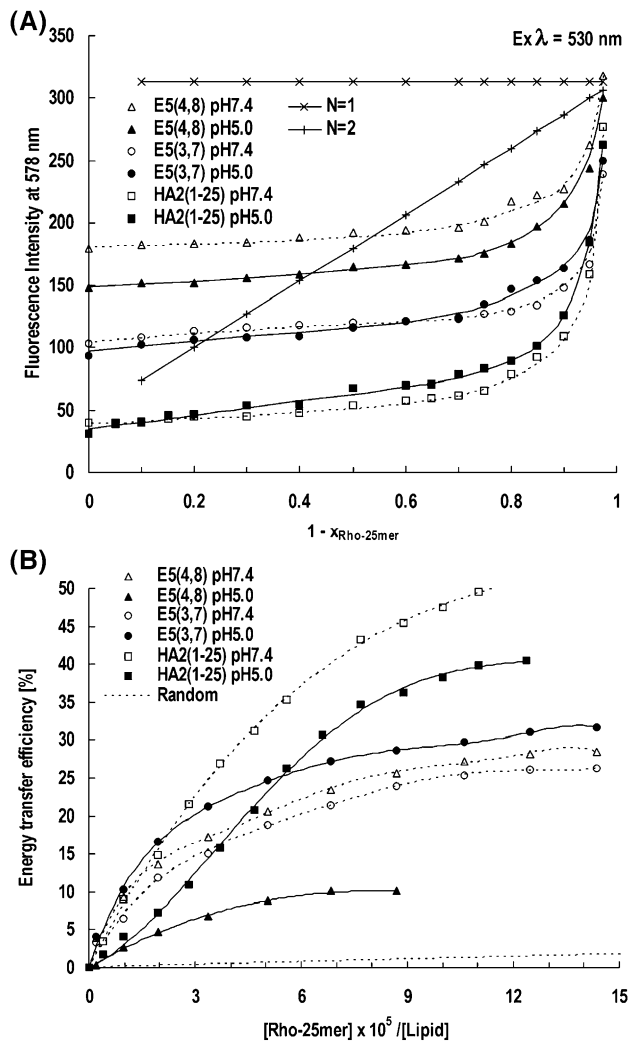 (A)
Ex λ = 530 nm
350
300
250
200
150
100
50
0
Fluorescence Intensity at 578 nm
E5(4,8) pH7.4
E5(4,8) pH5.0
E5(3,7) pH7.4
E5(3,7) pH5.0
HA2(1-25) pH7.4
HA2(1-25) pH5.0
N=1
N=2
0 0.2 0.4 0.6 0.8 1
1 - xRho-25mer
(B)
50
45
40
35
30
25
20
15
10
5
0
Energy transfer efficiency [%]
E5(4,8) pH7.4
E5(4,8) pH5.0
E5(3,7) pH7.4
E5(3,7) pH5.0
HA2(1-25) pH7.4
HA2(1-25) pH5.0
Random
0 3 6 9 12 15
[Rho-25mer] x 10⁵ /[Lipid]